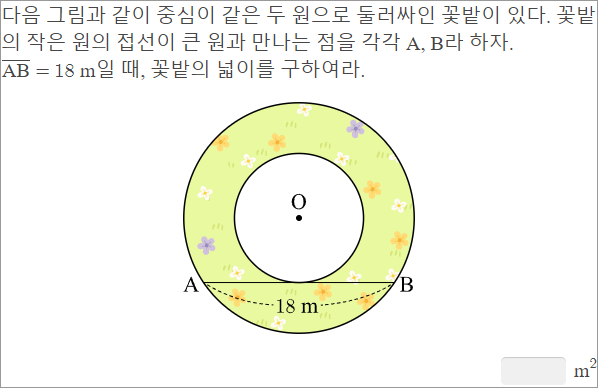 다음 그림과 같이 중심이 같은 두 원으로 둘러싸인 꽃밭이 있다. 꽃밭
의 작은 원의 접선이 큰 원과 만나는 점을 각각 A, B라 하자.
A̅B̅ = 18 m일 때, 꽃밭의 넓이를 구하여라.
O
A B
18 m
m²